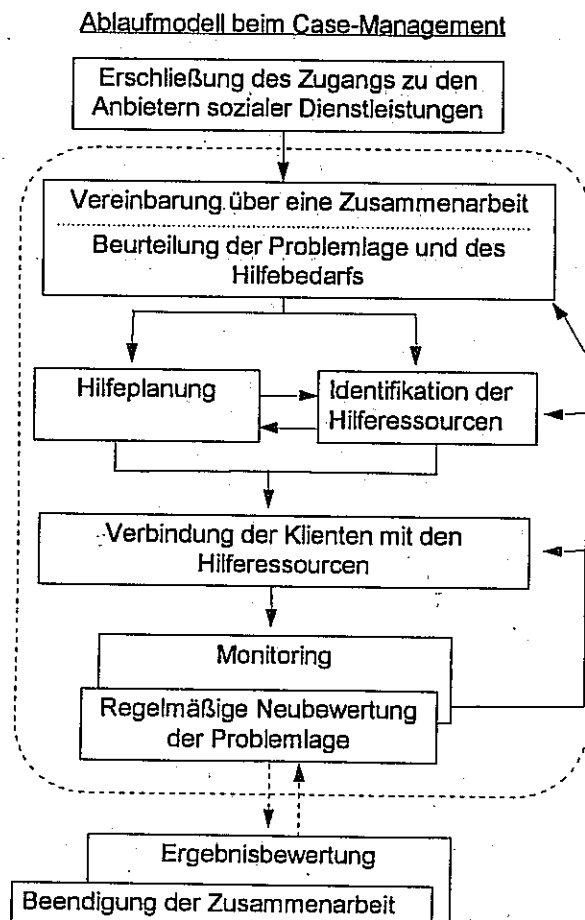 Ablaufmodell beim Case-Management
Erschließung des Zugangs zu den
Anbietern sozialer Dienstleistungen
Vereinbarung über eine Zusammenarbeit
Beurteilung der Problemlage und des
Hilfebedarfs
Hilfeplanung
Identifikation der
Hilferessourcen
Verbindung der Klienten mit den
Hilferessourcen
Monitoring
Regelmäßige Neubewertung
der Problemlage
Ergebnisbewertung
Beendigung der Zusammenarbeit